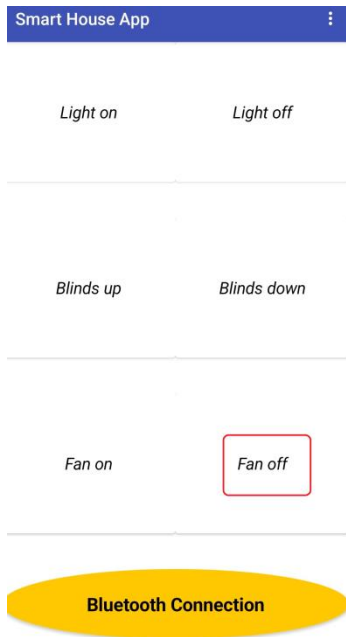 Smart House App
Light on Light off
Blinds up Blinds down
Fan on Fan off
Bluetooth Connection